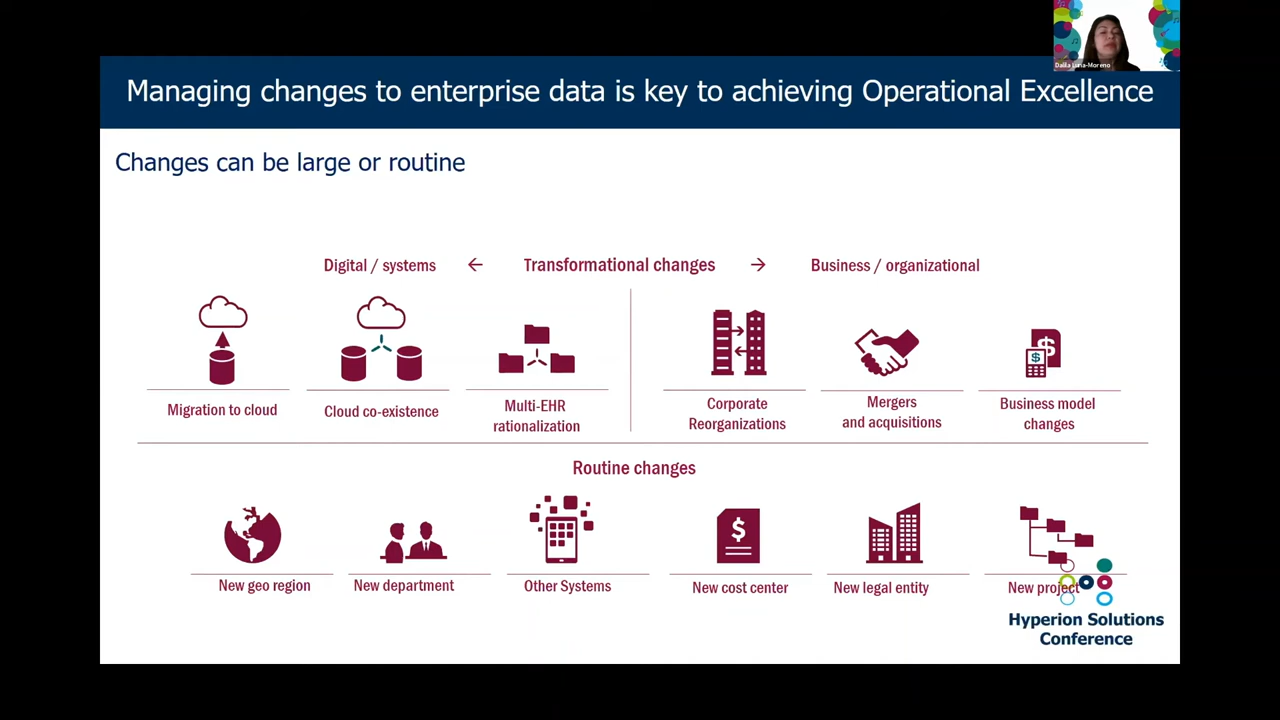 Dalila Luna-Moreno
Managing changes to enterprise data is key to achieving Operational Excellence
Changes can be large or routine
Digital / systems ← Transformational changes → Business / organizational
Migration to cloud
Cloud co-existence
Multi-EHR
rationalization
Corporate
Reorganizations
Mergers
and acquisitions
Business model
changes
Routine changes
New geo region
New department
Other Systems
New cost center
New legal entity
New project
Hyperion Solutions
Conference